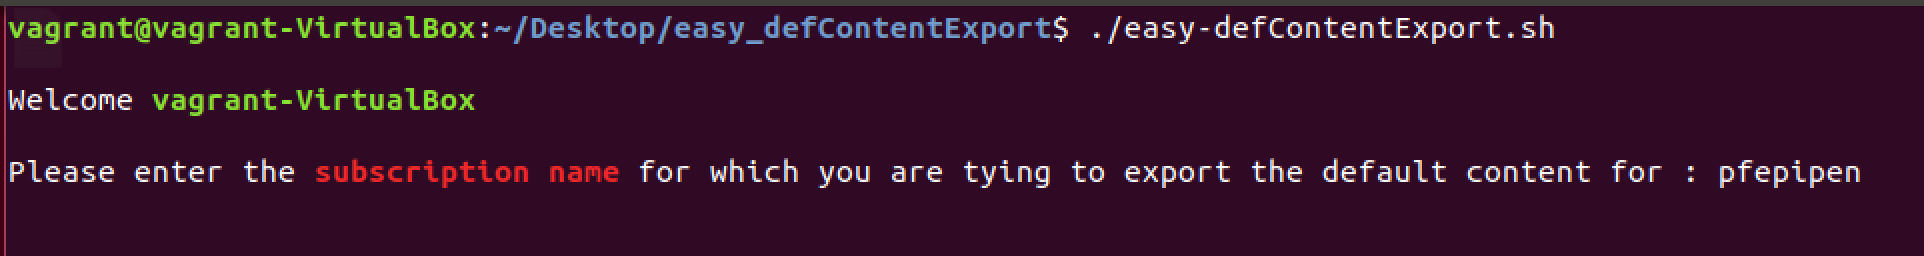 vagrant@vagrant-VirtualBox:~/Desktop/easy_defContentExport$ ./easy-defContentExport.sh
Welcome vagrant-VirtualBox
Please enter the subscription name for which you are tying to export the default content for : pfepipen